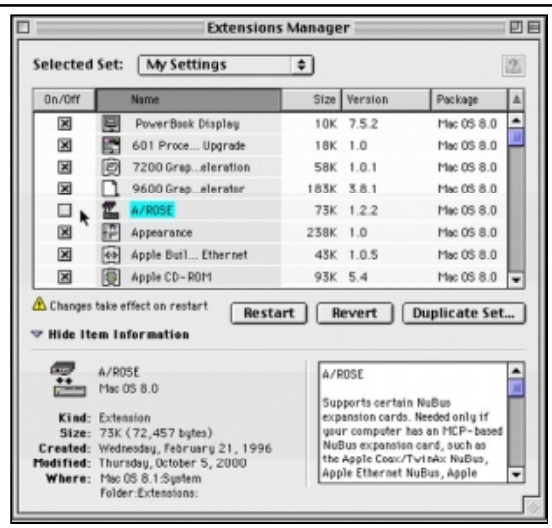 Extensions Manager
Selected Set: My Settings
On/Off Name Size Version Package
PowerBook Display 10K 7.5.2 Mac OS 8.0
601 Proce... Upgrade 18K 1.0 Mac OS 8.0
7200 Grap...eleration 58K 1.0.1 Mac OS 8.0
9600 Grap...elerator 183K 3.8.1 Mac OS 8.0
A/ROSE 73K 1.2.2 Mac OS 8.0
Appearance 238K 1.0 Mac OS 8.0
Apple Buil... Ethernet 43K 1.0.5 Mac OS 8.0
Apple CD-ROM 93K 5.4 Mac OS 8.0
Changes take effect on restart Restart Revert Duplicate Set...
Hide Item Information
A/ROSE
Mac OS 8.0
Kind: Extension
Size: 73K (72,457 bytes)
Created: Wednesday, February 21, 1996
Modified: Thursday, October 5, 2000
Where: Mac OS 8.1:System
Folder:Extensions:
A/ROSE
Supports certain NuBus
expansion cards. Needed only if
your computer has an MCP-based
NuBus expansion card, such as
the Apple Coax/TwinAx NuBus,
Apple Ethernet NuBus, Apple